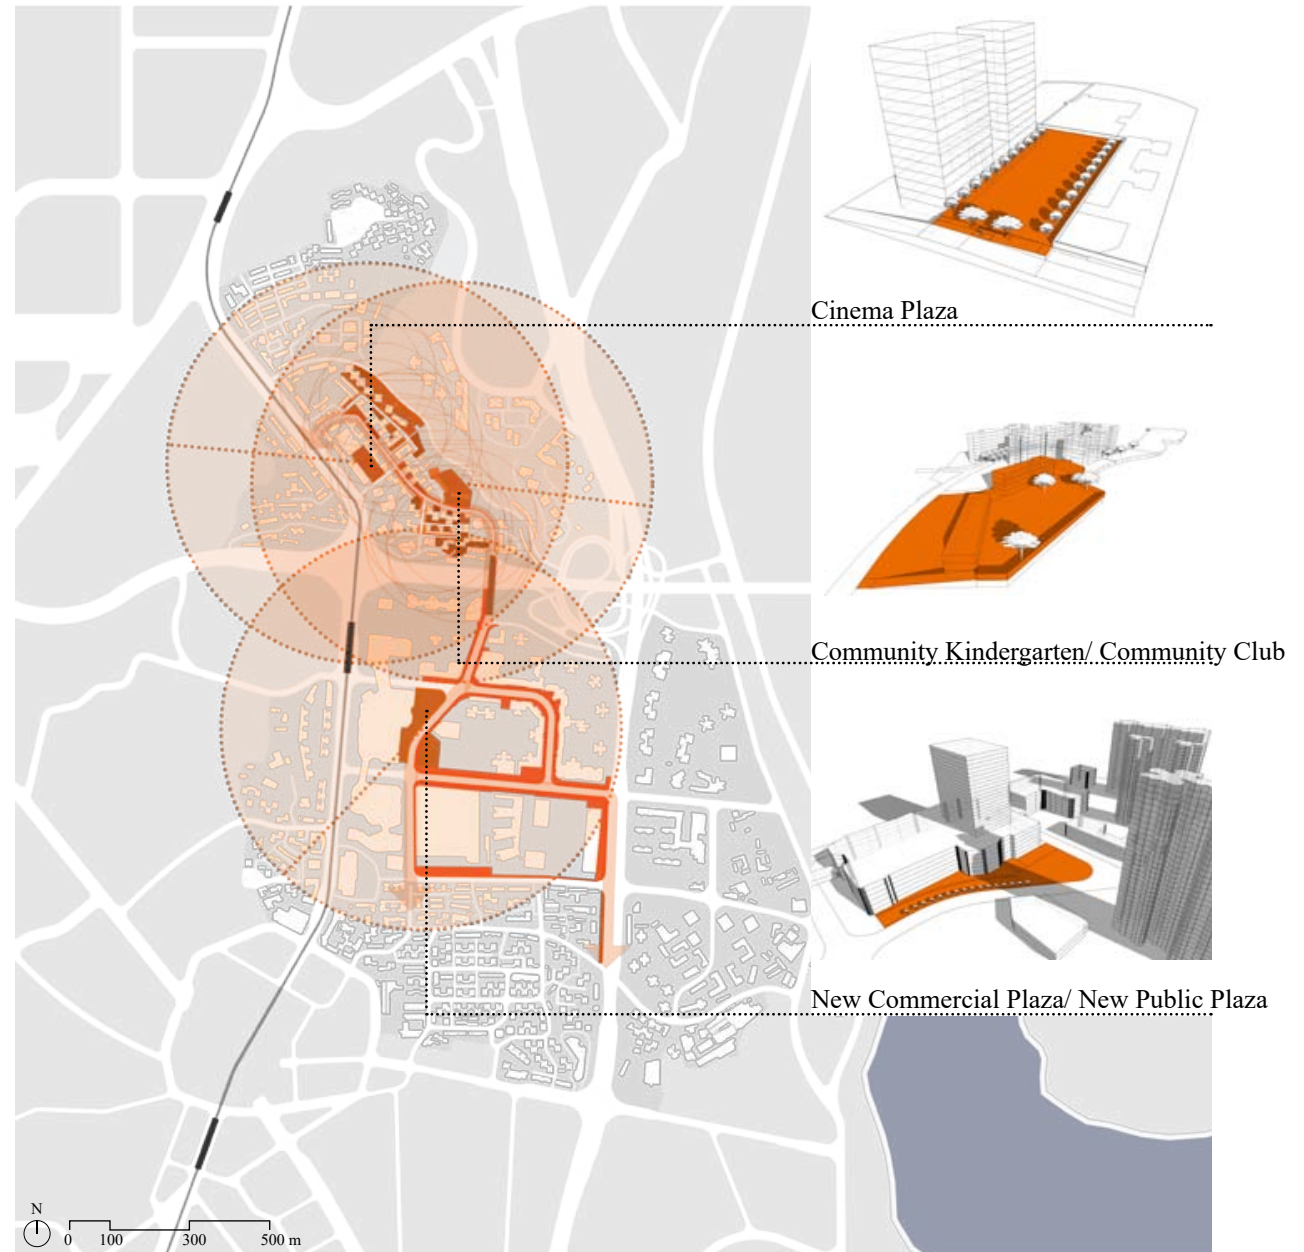 Cinema Plaza
Community Kindergarten/ Community Club
New Commercial Plaza/ New Public Plaza
N
0 100 300 500 m